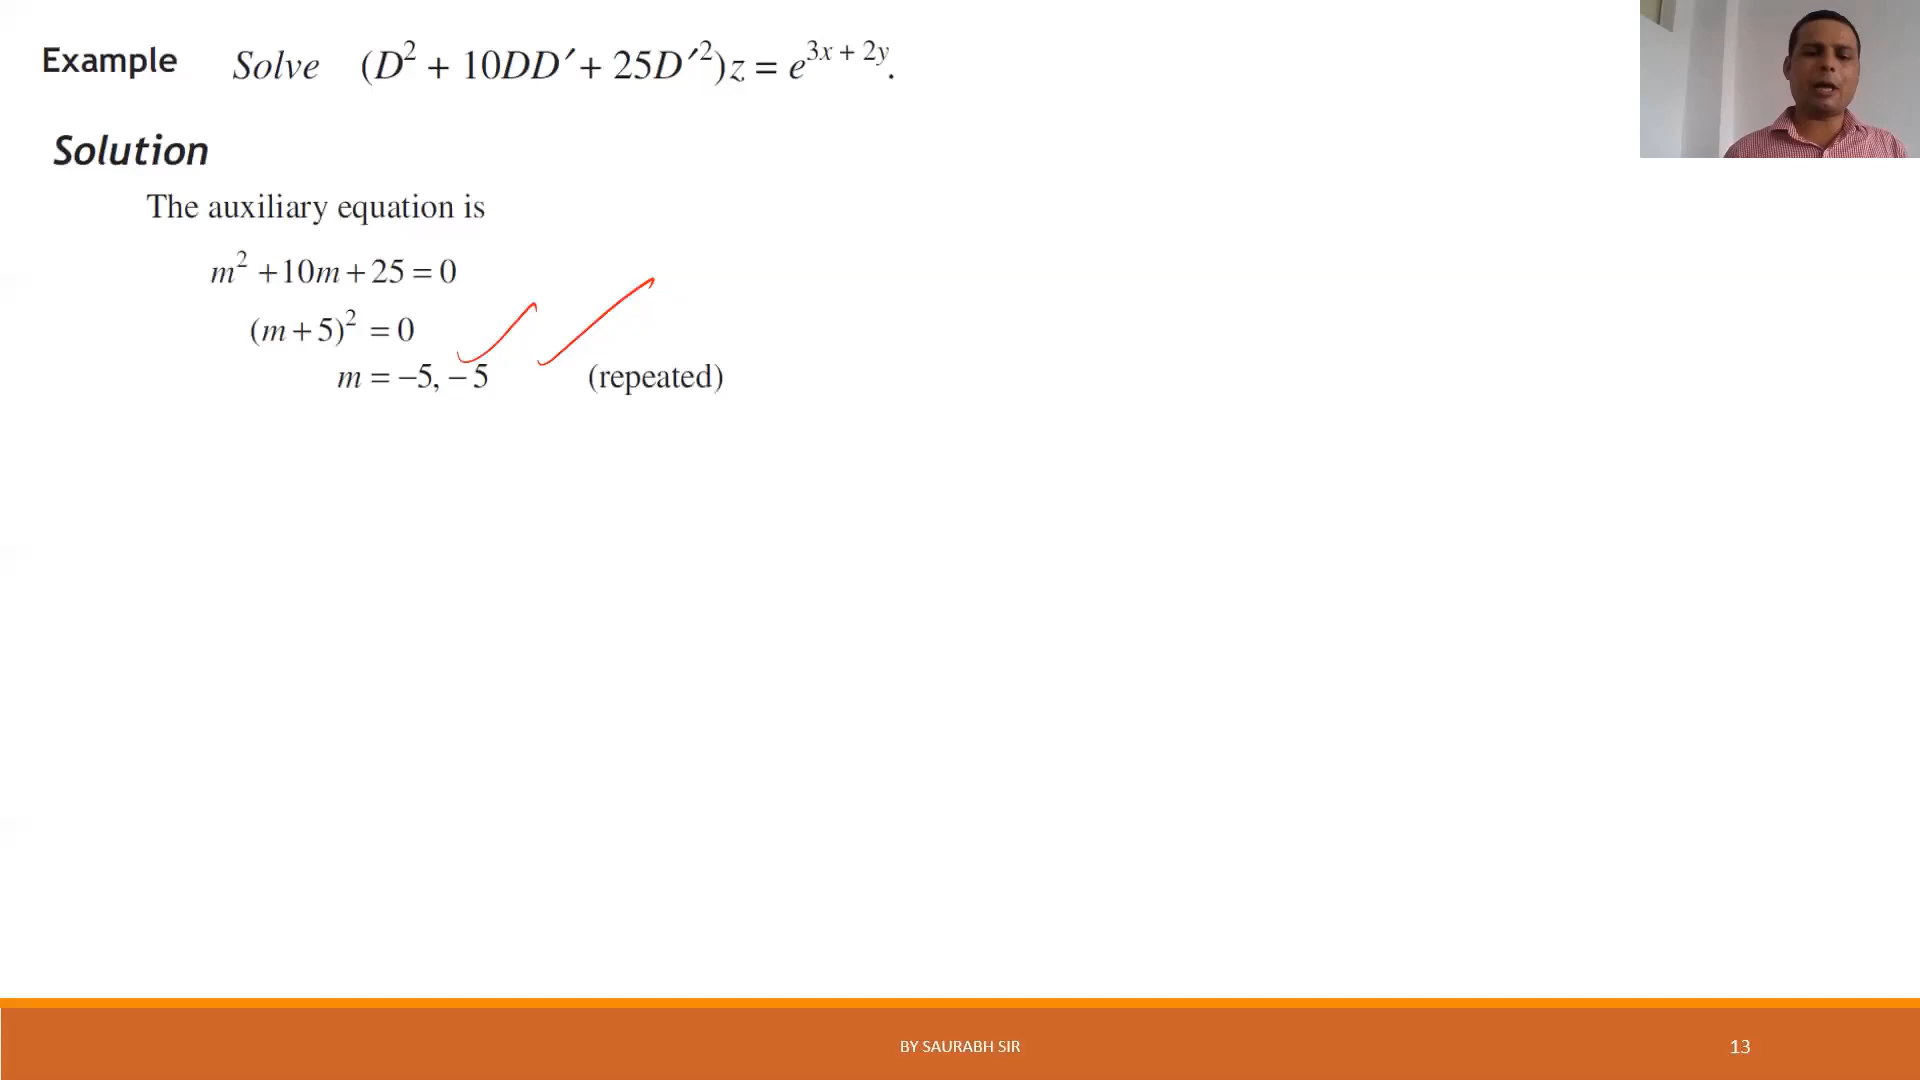 Example Solve (D² + 10DD′ + 25D′²)z = e^{3x + 2y}.
Solution
The auxiliary equation is
m² + 10m + 25 = 0
(m + 5)² = 0
m = −5, − 5 (repeated)
BY SAURABH SIR 13